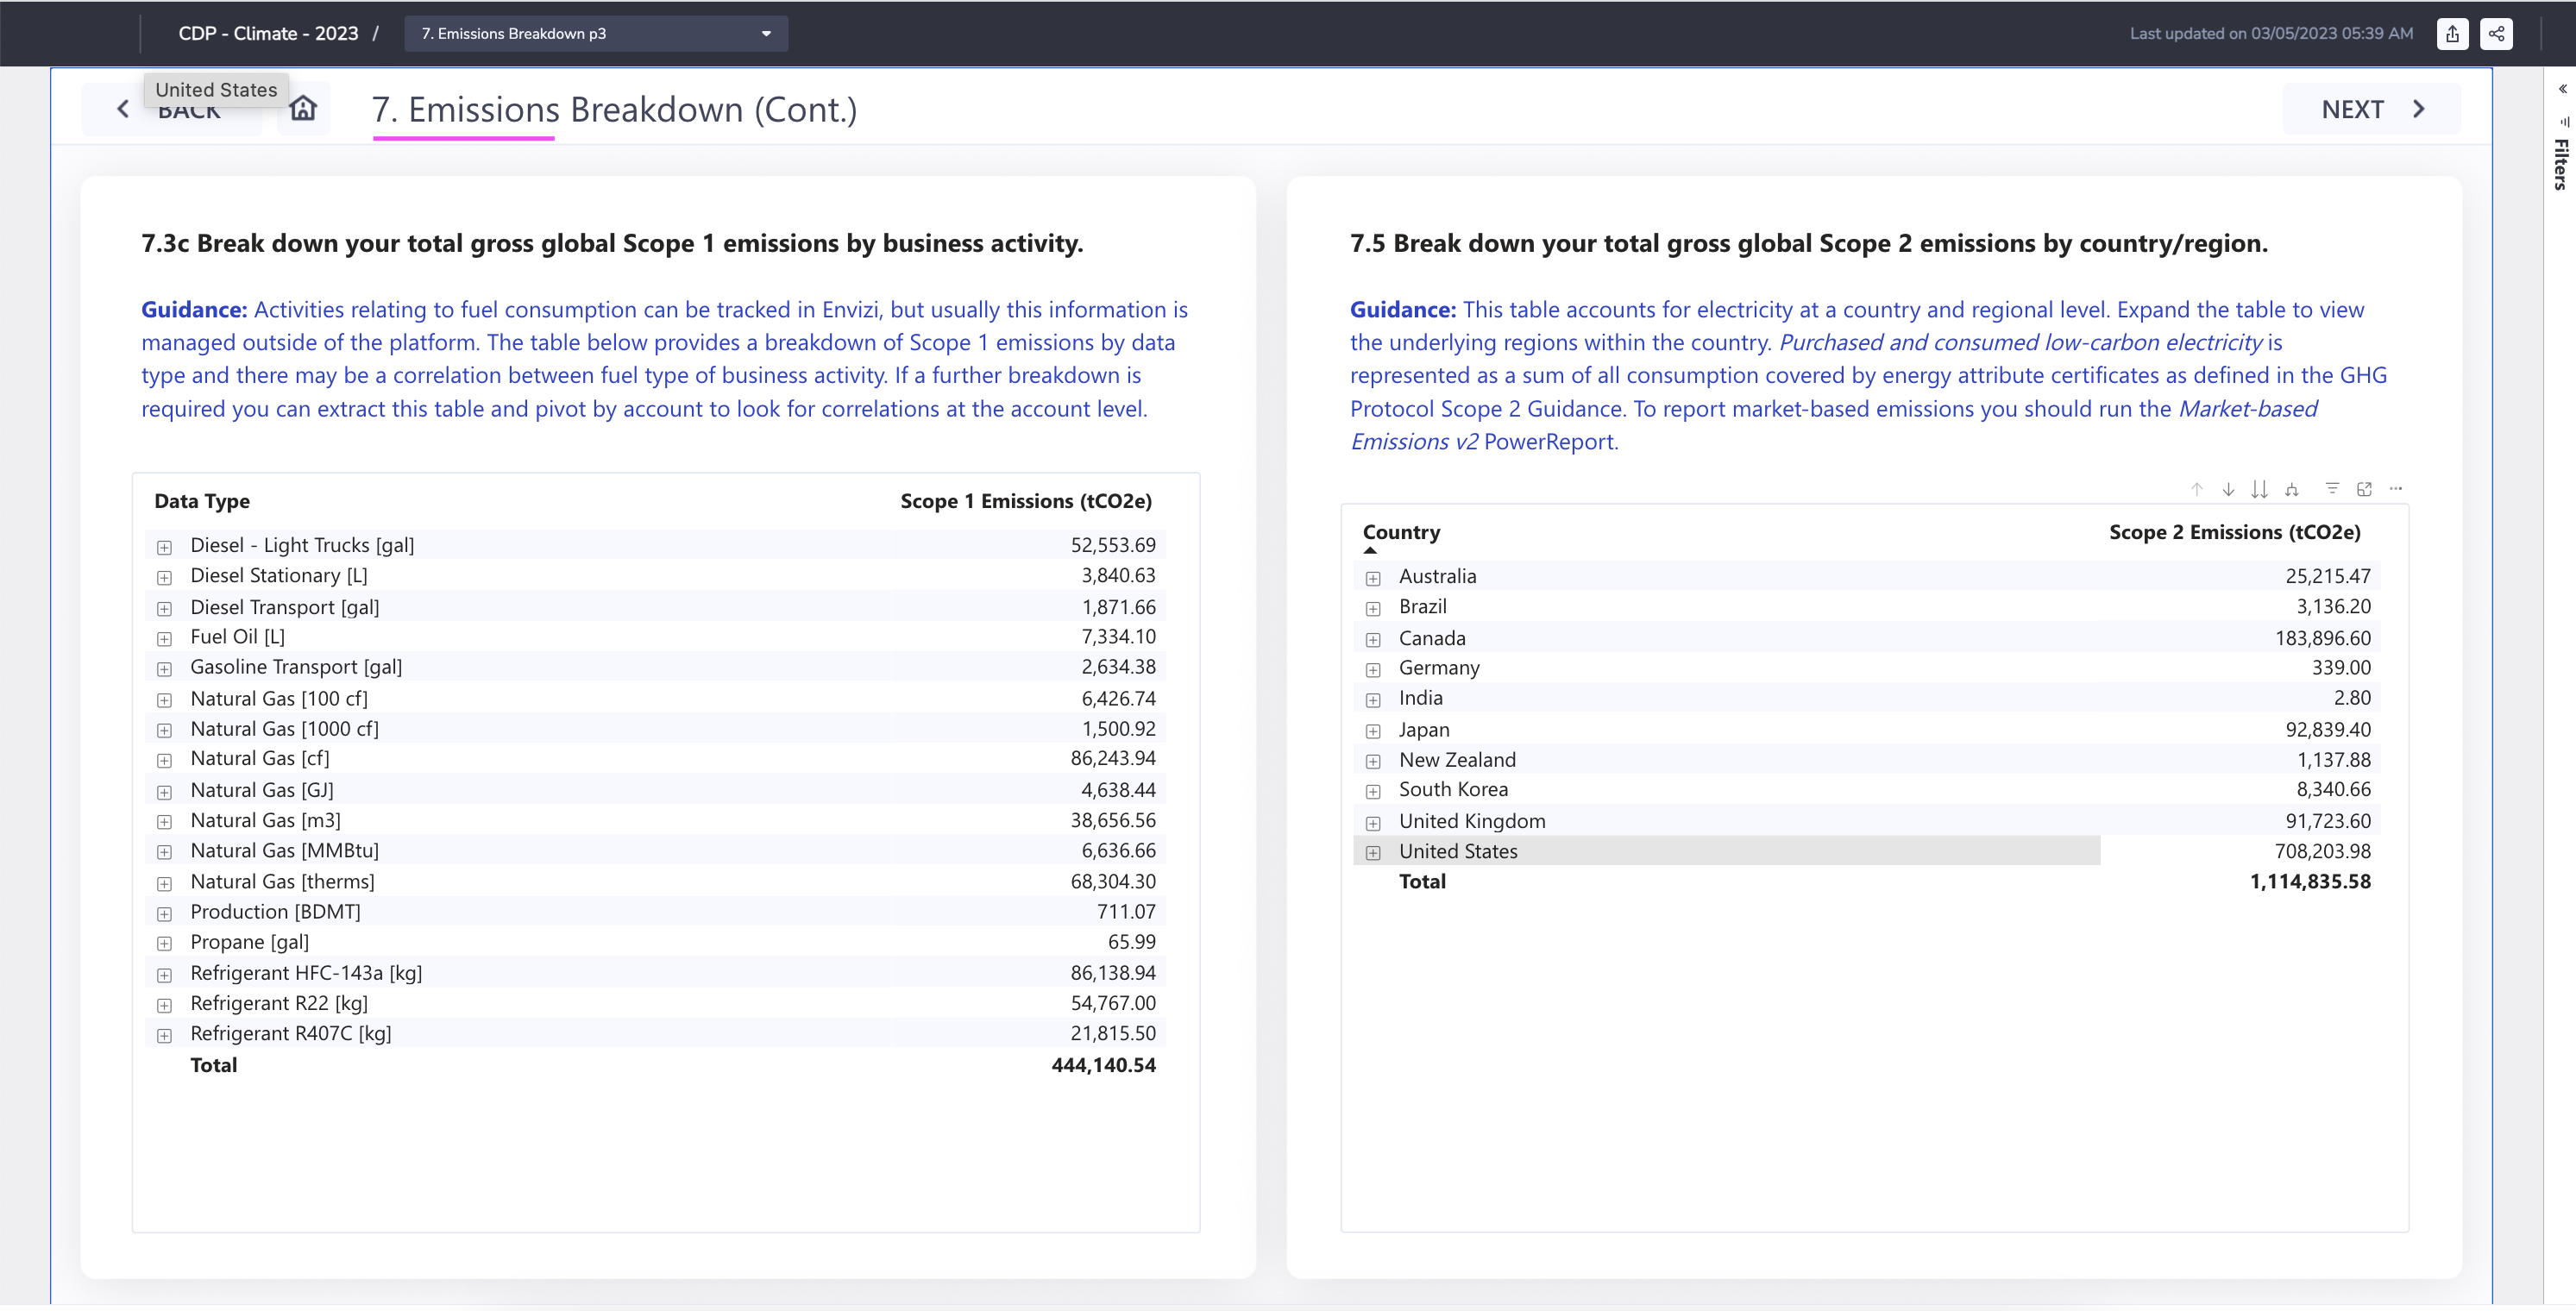 CDP - Climate - 2023 / 7. Emissions Breakdown p3
Last updated on 03/05/2023 05:39 AM
United States
BACK
7. Emissions Breakdown (Cont.)
NEXT
Filters
7.3c Break down your total gross global Scope 1 emissions by business activity.
Guidance: Activities relating to fuel consumption can be tracked in Envizi, but usually this information is
managed outside of the platform. The table below provides a breakdown of Scope 1 emissions by data
type and there may be a correlation between fuel type of business activity. If a further breakdown is
required you can extract this table and pivot by account to look for correlations at the account level.
Data Type Scope 1 Emissions (tCO2e)
Diesel - Light Trucks [gal] 52,553.69
Diesel Stationary [L] 3,840.63
Diesel Transport [gal] 1,871.66
Fuel Oil [L] 7,334.10
Gasoline Transport [gal] 2,634.38
Natural Gas [100 cf] 6,426.74
Natural Gas [1000 cf] 1,500.92
Natural Gas [cf] 86,243.94
Natural Gas [GJ] 4,638.44
Natural Gas [m3] 38,656.56
Natural Gas [MMBtu] 6,636.66
Natural Gas [therms] 68,304.30
Production [BDMT] 711.07
Propane [gal] 65.99
Refrigerant HFC-143a [kg] 86,138.94
Refrigerant R22 [kg] 54,767.00
Refrigerant R407C [kg] 21,815.50
Total 444,140.54
7.5 Break down your total gross global Scope 2 emissions by country/region.
Guidance: This table accounts for electricity at a country and regional level. Expand the table to view
the underlying regions within the country. Purchased and consumed low-carbon electricity is
represented as a sum of all consumption covered by energy attribute certificates as defined in the GHG
Protocol Scope 2 Guidance. To report market-based emissions you should run the Market-based
Emissions v2 PowerReport.
Country Scope 2 Emissions (tCO2e)
Australia 25,215.47
Brazil 3,136.20
Canada 183,896.60
Germany 339.00
India 2.80
Japan 92,839.40
New Zealand 1,137.88
South Korea 8,340.66
United Kingdom 91,723.60
United States 708,203.98
Total 1,114,835.58